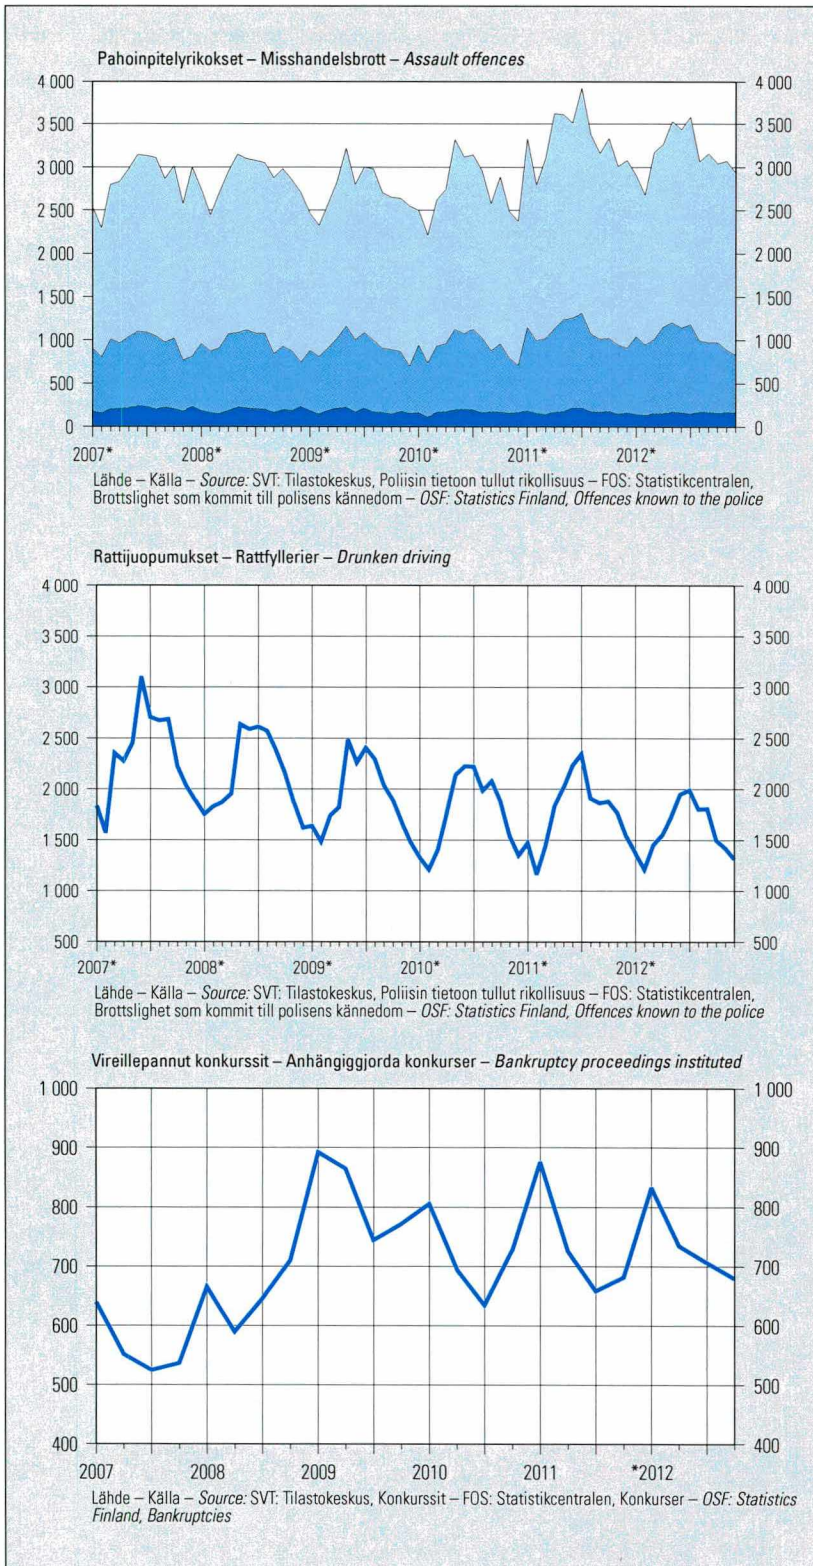 Pahoinpitelyrikokset – Misshandelsbrott – Assault offences
4 000 4 000
3 500 3 500
3 000 3 000
2 500 2 500
2 000 2 000
1 500 1 500
1 000 1 000
500 500
0 0
2007* 2008* 2009* 2010* 2011* 2012*
Lähde – Källa – Source: SVT: Tilastokeskus, Poliisin tietoon tullut rikollisuus – FOS: Statistikcentralen,
Brottslighet som kommit till polisens kännedom – OSF: Statistics Finland, Offences known to the police
Rattijuopumukset – Rattfyllerier – Drunken driving
4 000 4 000
3 500 3 500
3 000 3 000
2 500 2 500
2 000 2 000
1 500 1 500
1 000 1 000
500 500
2007* 2008* 2009* 2010* 2011* 2012*
Lähde – Källa – Source: SVT: Tilastokeskus, Poliisin tietoon tullut rikollisuus – FOS: Statistikcentralen,
Brottslighet som kommit till polisens kännedom – OSF: Statistics Finland, Offences known to the police
Vireillepannut konkurssit – Anhängiggjorda konkurser – Bankruptcy proceedings instituted
1 000 1 000
900 900
800 800
700 700
600 600
500 500
400 400
2007 2008 2009 2010 2011 *2012
Lähde – Källa – Source: SVT: Tilastokeskus, Konkurssit – FOS: Statistikcentralen, Konkurser – OSF: Statistics
Finland, Bankruptcies